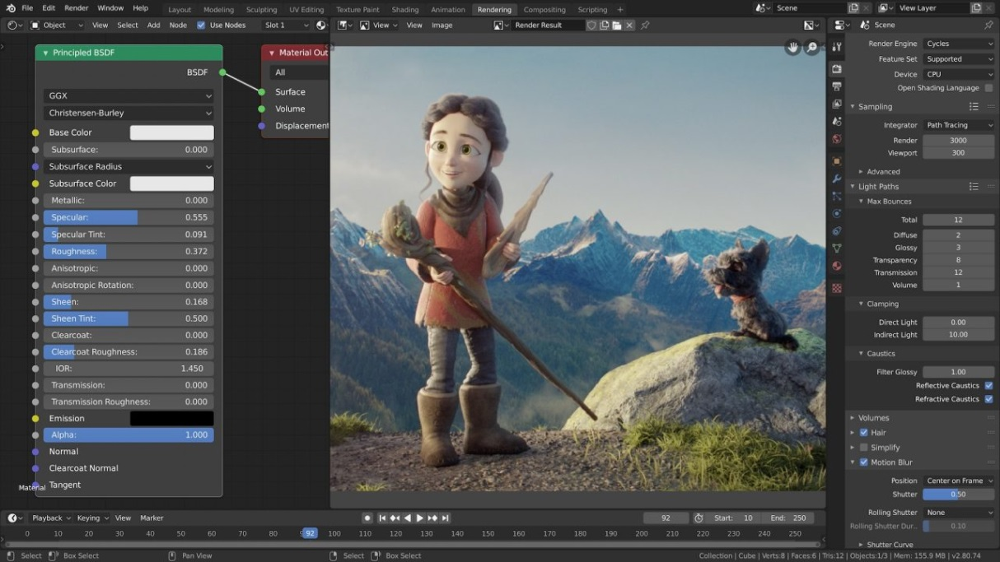 File Edit Render Window Help Layout Modeling Sculpting UV Editing Texture Paint Shading Animation Rendering Compositing Scripting + Scene View Layer
Object View Select Add Node Use Nodes Slot 1 View View Image Render Result Scene
Principled BSDF
BSDF
GGX
Christensen-Burley
Base Color
Subsurface: 0.000
Subsurface Radius
Subsurface Color
Metallic: 0.000
Specular: 0.555
Specular Tint: 0.091
Roughness: 0.372
Anisotropic: 0.000
Anisotropic Rotation: 0.000
Sheen: 0.168
Sheen Tint: 0.500
Clearcoat: 0.000
Clearcoat Roughness: 0.186
IOR: 1.450
Transmission: 0.000
Transmission Roughness: 0.000
Emission
Alpha: 1.000
Normal
Clearcoat Normal
Tangent
Material
Material Out
All
Surface
Volume
Displacement
Render Engine Cycles
Feature Set Supported
Device CPU
Open Shading Language
Sampling
Integrator Path Tracing
Render 3000
Viewport 300
Advanced
Light Paths
Max Bounces
Total 12
Diffuse 2
Glossy 3
Transparency 8
Transmission 12
Volume 1
Clamping
Direct Light 0.00
Indirect Light 10.00
Caustics
Filter Glossy 1.00
Reflective Caustics
Refractive Caustics
Volumes
Hair
Simplify
Motion Blur
Position Center on Frame
Shutter 0.50
Rolling Shutter None
Rolling Shutter Dur.. 0.10
Shutter Curve
Playback Keying View Marker 92 Start: 10 End: 250
0 10 20 30 40 50 60 70 80 92 100 110 120 130 140 150 160 170 180 190 200 210 220 230 240 250
Select Box Select Pan View Select Box Select Collection | Cube | Verts:8 | Faces:6 | Tris:12 | Objects:1/3 | Mem: 155.9 MB | v2.80.74